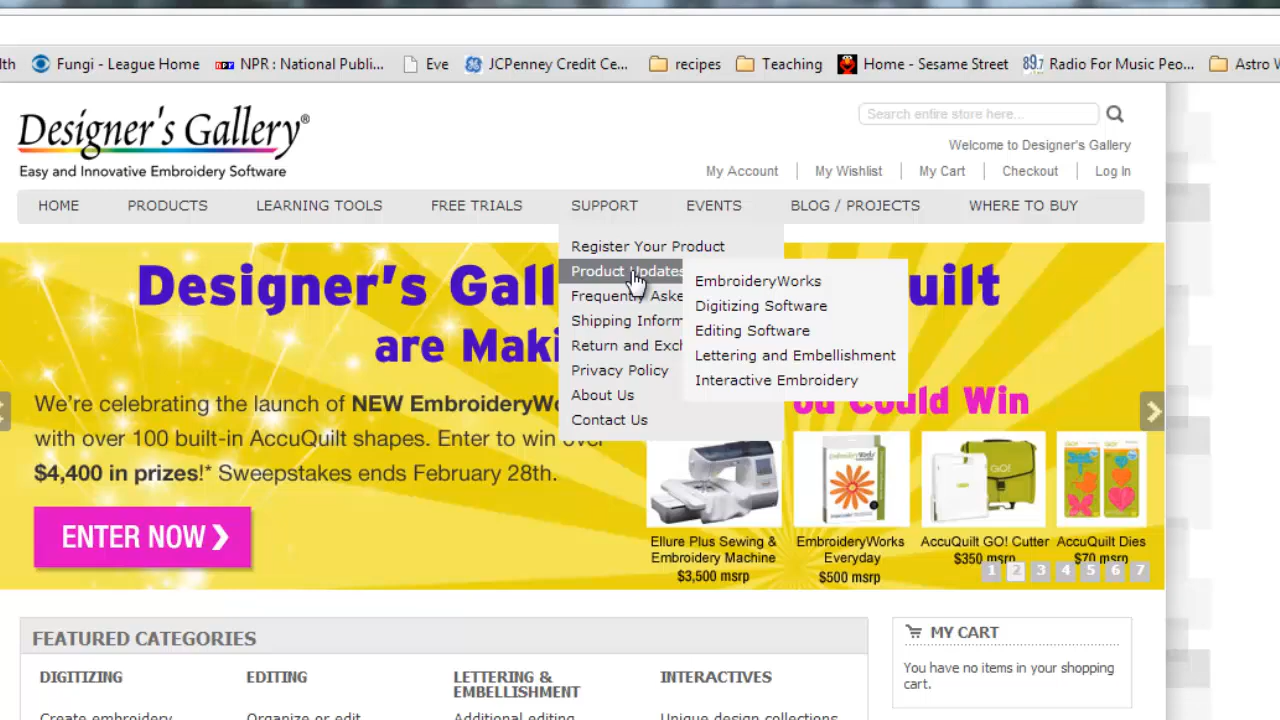 lth Fungi - League Home NPR : National Publi... Eve JCPenney Credit Ce... recipes Teaching Home - Sesame Street 89.7 Radio For Music Peo... Astro W
Designer's Gallery®
Easy and Innovative Embroidery Software
Search entire store here...
Welcome to Designer's Gallery
My Account My Wishlist My Cart Checkout Log In
HOME PRODUCTS LEARNING TOOLS FREE TRIALS SUPPORT EVENTS BLOG / PROJECTS WHERE TO BUY
Register Your Product
Product Updates
Frequently Aske
Shipping Inform
Return and Exch
Privacy Policy
About Us
Contact Us
EmbroideryWorks
Digitizing Software
Editing Software
Lettering and Embellishment
Interactive Embroidery
Designer's Gall uilt
are Maki
ou Could Win
We're celebrating the launch of NEW EmbroideryWo
with over 100 built-in AccuQuilt shapes. Enter to win over
$4,400 in prizes!* Sweepstakes ends February 28th.
ENTER NOW
Ellure Plus Sewing &
Embroidery Machine
$3,500 msrp
EmbroideryWorks
Everyday
$500 msrp
AccuQuilt GO! Cutter
$350 msrp
AccuQuilt Dies
$70 msrp
1 2 3 4 5 6 7
FEATURED CATEGORIES
DIGITIZING
Create embroidery
EDITING
Organize or edit
LETTERING &
EMBELLISHMENT
Additional editing
INTERACTIVES
Unique design collections
MY CART
You have no items in your shopping
cart.